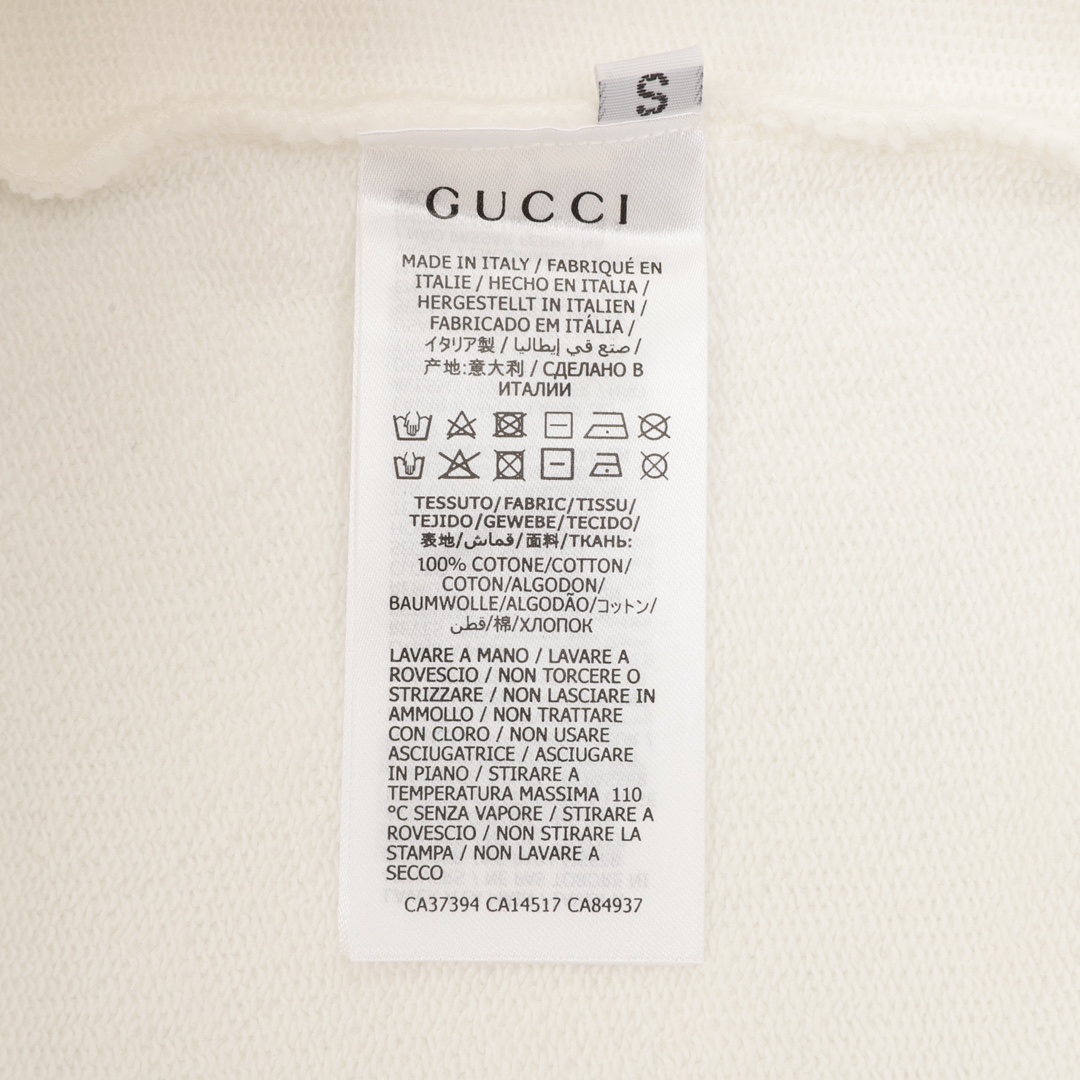 S
GUCCI
MADE IN ITALY / FABRIQUÉ EN
ITALIE / HECHO EN ITALIA /
HERGESTELLT IN ITALIEN /
FABRICADO EM ITÁLIA /
イタリア製 / صنع في إيطاليا /
产地:意大利 / СДЕЛАНО В
ИТАЛИИ
TESSUTO/FABRIC/TISSU/
TEJIDO/GEWEBE/TECIDO/
表地/قماش/面料/ТКАНЬ:
100% COTONE/COTTON/
COTON/ALGODON/
BAUMWOLLE/ALGODÃO/コットン/
قطن/棉/ХЛОПОК
LAVARE A MANO / LAVARE A
ROVESCIO / NON TORCERE O
STRIZZARE / NON LASCIARE IN
AMMOLLO / NON TRATTARE
CON CLORO / NON USARE
ASCIUGATRICE / ASCIUGARE
IN PIANO / STIRARE A
TEMPERATURA MASSIMA 110
°C SENZA VAPORE / STIRARE A
ROVESCIO / NON STIRARE LA
STAMPA / NON LAVARE A
SECCO
CA37394 CA14517 CA84937